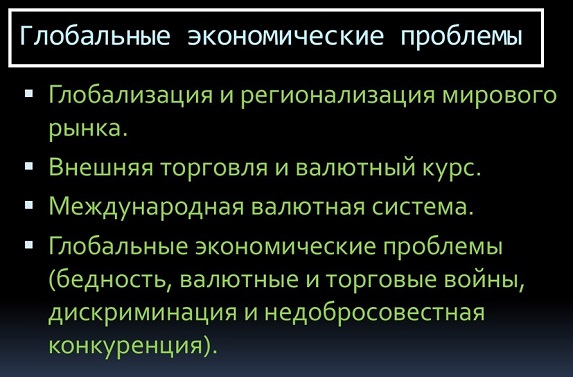 Глобальные экономические проблемы
▪ Глобализация и регионализация мирового
рынка.
▪ Внешняя торговля и валютный курс.
▪ Международная валютная система.
▪ Глобальные экономические проблемы
(бедность, валютные и торговые войны,
дискриминация и недобросовестная
конкуренция).